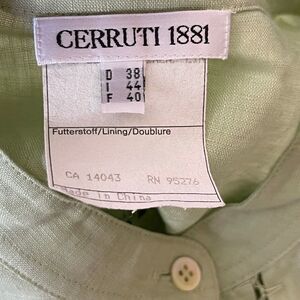 CERRUTI 1881
D 38
I 44
F 40
Futterstoff/Lining/Doublure
CA 14043 RN 95276
Made in China